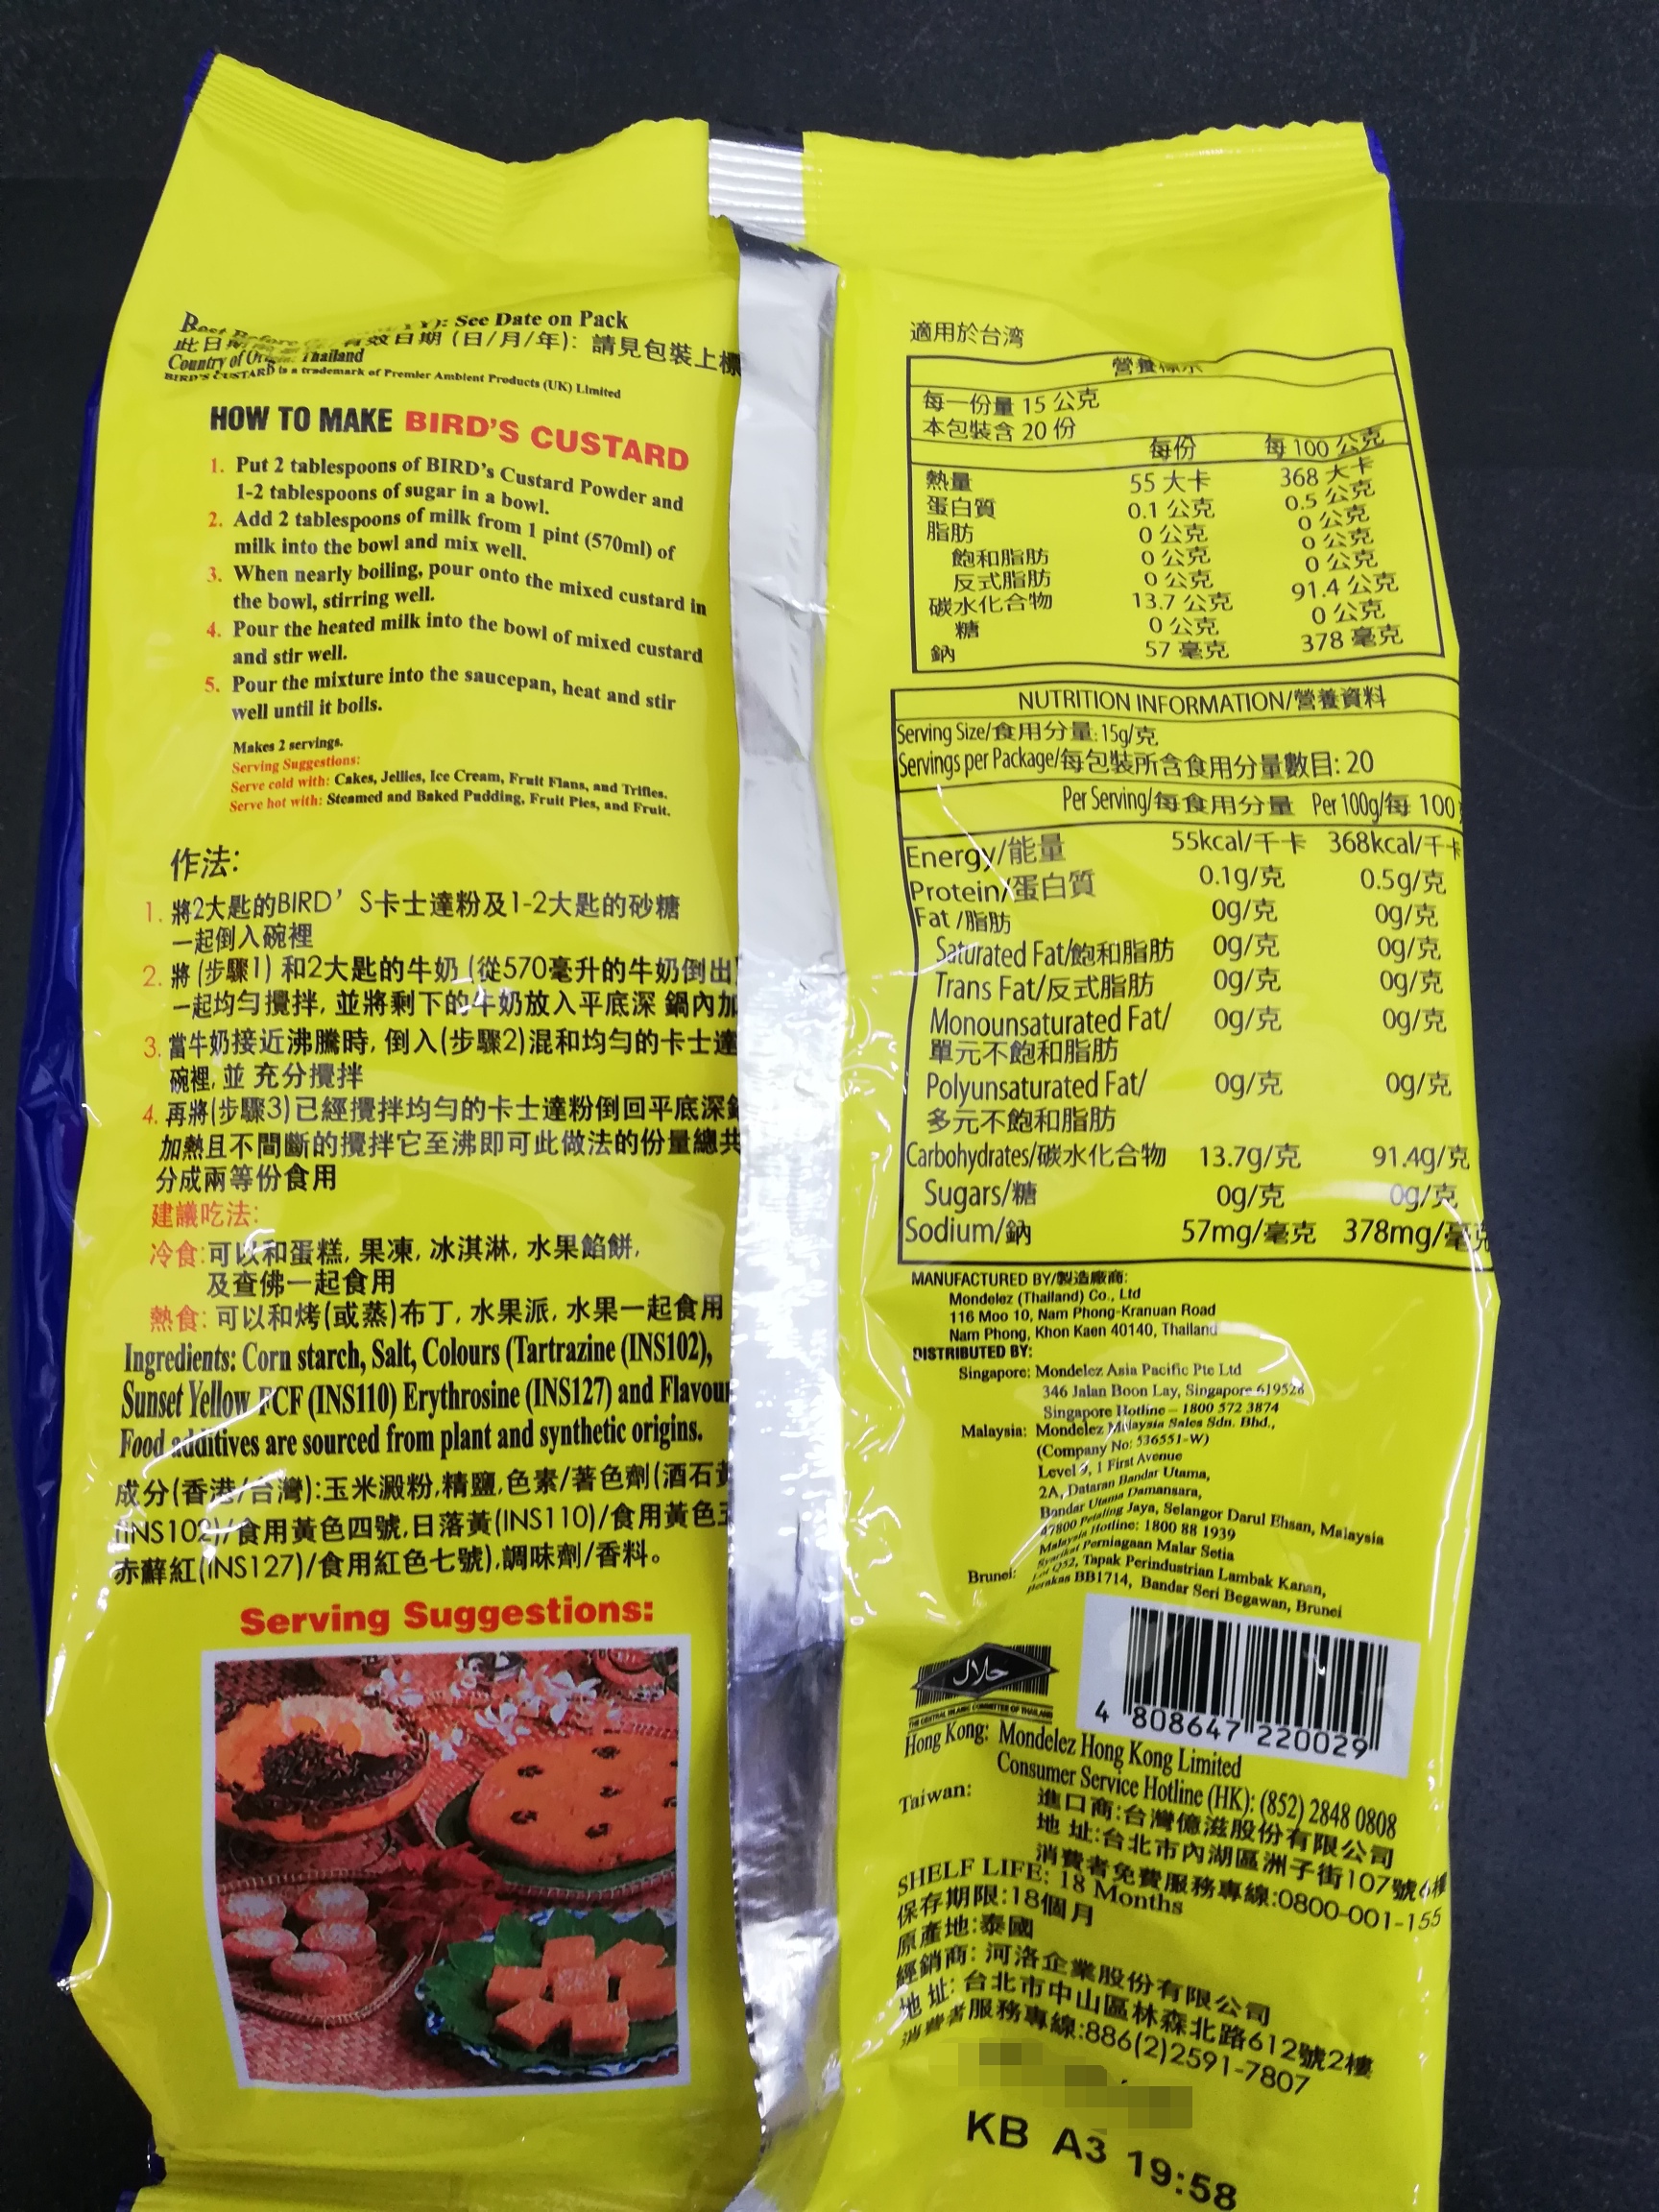 See Date on Pack
有效日期 (日/月/年): 請見包裝上標
Country of Origin: Thailand
BIRD'S CUSTARD is a trademark of Premier Ambient Products (UK) Limited
HOW TO MAKE BIRD'S CUSTARD
1. Put 2 tablespoons of BIRD's Custard Powder and
1-2 tablespoons of sugar in a bowl.
2. Add 2 tablespoons of milk from 1 pint (570ml) of
milk into the bowl and mix well.
3. When nearly boiling, pour onto the mixed custard in
the bowl, stirring well.
4. Pour the heated milk into the bowl of mixed custard
and stir well.
5. Pour the mixture into the saucepan, heat and stir
well until it boils.
Makes 2 servings.
Serving Suggestions:
Serve cold with: Cakes, Jellies, Ice Cream, Fruit Flans, and Trifles.
Serve hot with: Steamed and Baked Pudding, Fruit Pies, and Fruit.
作法:
1. 將2大匙的BIRD'S卡士達粉及1-2大匙的砂糖
一起倒入碗裡
2. 將(步驟1) 和2大匙的牛奶 (從570毫升的牛奶倒出)
一起均勻攪拌, 並將剩下的牛奶放入平底深 鍋內加
3. 當牛奶接近沸騰時, 倒入(步驟2)混和均勻的卡士達
碗裡, 並 充分攪拌
4. 再將(步驟3)已經攪拌均勻的卡士達粉倒回平底深鍋
加熱且不間斷的攪拌它至沸即可此做法的份量總共
分成兩等份食用
建議吃法:
冷食:可以和蛋糕, 果凍, 冰淇淋, 水果餡餅,
及查佛一起食用
熱食: 可以和烤(或蒸)布丁, 水果派, 水果一起食用
Ingredients: Corn starch, Salt, Colours (Tartrazine (INS102),
Sunset Yellow FCF (INS110) Erythrosine (INS127) and Flavour
Food additives are sourced from plant and synthetic origins.
成分(香港/台灣):玉米澱粉,精鹽,色素/著色劑(酒石黃
(INS102)/食用黃色四號,日落黃(INS110)/食用黃色五
赤蘚紅(INS127)/食用紅色七號),調味劑/香料。
Serving Suggestions:
適用於台湾
營養標示
每一份量 15 公克
本包裝含 20 份
每份 每 100 公克
熱量 55 大卡 368 大卡
蛋白質 0.1 公克 0.5 公克
脂肪 0 公克 0 公克
飽和脂肪 0 公克 0 公克
反式脂肪 0 公克 0 公克
碳水化合物 13.7 公克 91.4 公克
糖 0 公克 0 公克
鈉 57 毫克 378 毫克
NUTRITION INFORMATION/營養資料
Serving Size/食用分量: 15g/克
Servings per Package/每包裝所含食用分量數目: 20
Per Serving/每食用分量 Per 100g/每 100
Energy/能量 55kcal/千卡 368kcal/千卡
Protein/蛋白質 0.1g/克 0.5g/克
Fat /脂肪 0g/克 0g/克
Saturated Fat/飽和脂肪 0g/克 0g/克
Trans Fat/反式脂肪 0g/克 0g/克
Monounsaturated Fat/ 0g/克 0g/克
單元不飽和脂肪
Polyunsaturated Fat/ 0g/克 0g/克
多元不飽和脂肪
Carbohydrates/碳水化合物 13.7g/克 91.4g/克
Sugars/糖 0g/克 0g/克
Sodium/鈉 57mg/毫克 378mg/毫克
MANUFACTURED BY/製造廠商:
Mondelez (Thailand) Co., Ltd
116 Moo 10, Nam Phong-Kranuan Road
Nam Phong, Khon Kaen 40140, Thailand
DISTRIBUTED BY:
Singapore: Mondelez Asia Pacific Pte Ltd
346 Jalan Boon Lay, Singapore 619528
Singapore Hotline – 1800 572 3874
Malaysia: Mondelez Malaysia Sales Sdn. Bhd.,
(Company No: 536551-W)
Level 9, 1 First Avenue
2A, Dataran Bandar Utama,
Bandar Utama Damansara,
47800 Petaling Jaya, Selangor Darul Ehsan, Malaysia
Malaysia Hotline: 1800 88 1939
Brunei: Syarikat Perniagaan Malar Setia
Lot Q52, Tapak Perindustrian Lambak Kanan,
Berakas BB1714, Bandar Seri Begawan, Brunei
حلال
THE CENTRAL ISLAMIC COMMITTEE OF THAILAND
4 808647 220029
Hong Kong: Mondelez Hong Kong Limited
Consumer Service Hotline (HK): (852) 2848 0808
Taiwan: 進口商:台灣億滋股份有限公司
地 址:台北市內湖區洲子街107號6樓
消費者免費服務專線:0800-001-155
SHELF LIFE: 18 Months
保存期限:18個月
原產地:泰國
經銷商: 河洛企業股份有限公司
地 址: 台北市中山區林森北路612號2樓
消費者服務專線:886(2)2591-7807
KB A3 19:58